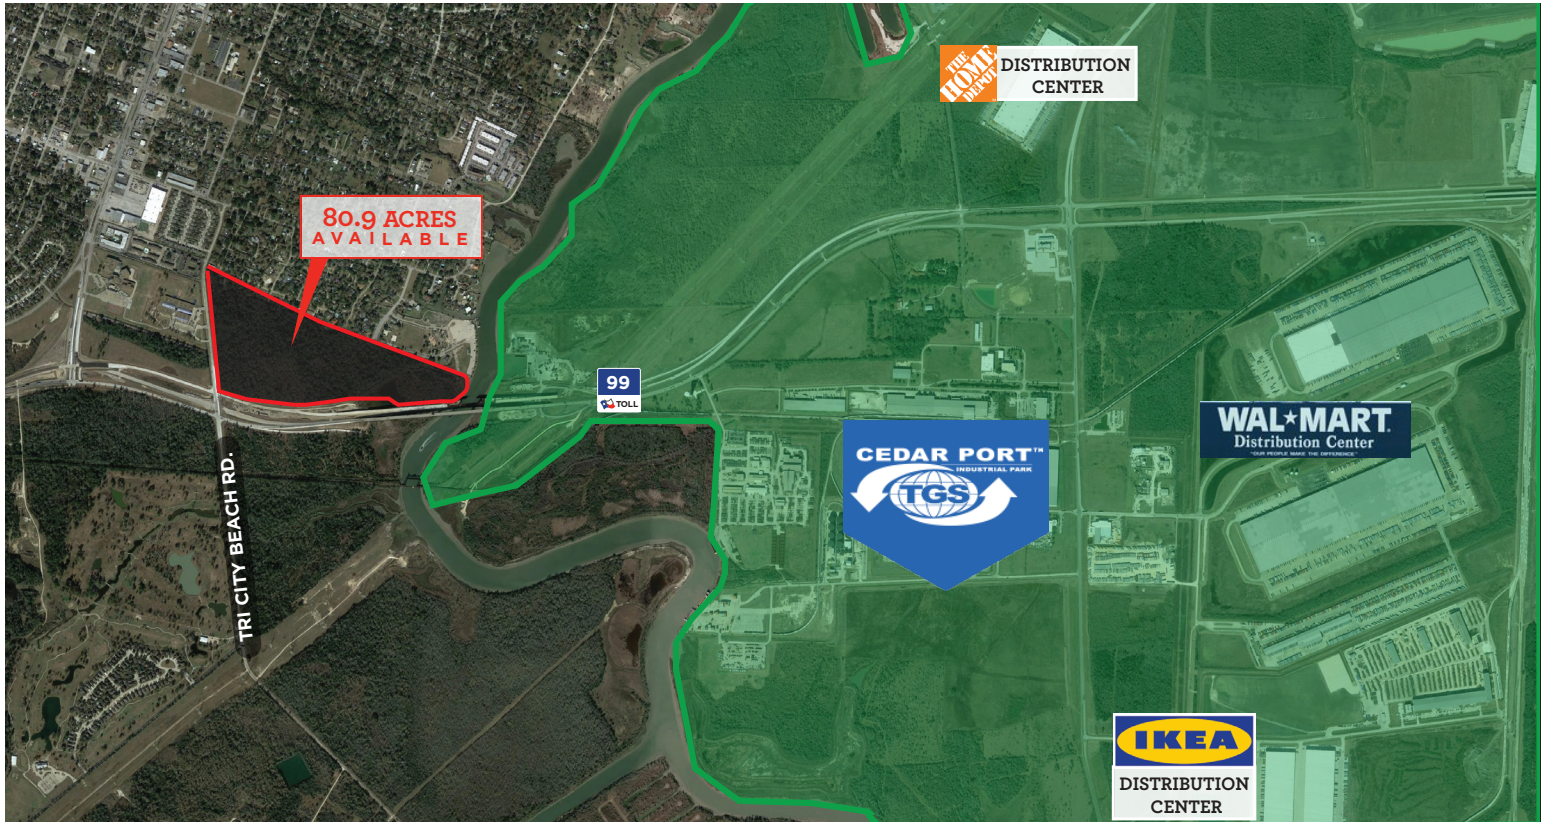 THE
HOME
DEPOT
DISTRIBUTION
CENTER
80.9 ACRES
AVAILABLE
99
TOLL
WAL★MART®
Distribution Center
"OUR PEOPLE MAKE THE DIFFERENCE"
CEDAR PORT™
INDUSTRIAL PARK
TGS
TRI CITY BEACH RD.
IKEA
DISTRIBUTION
CENTER